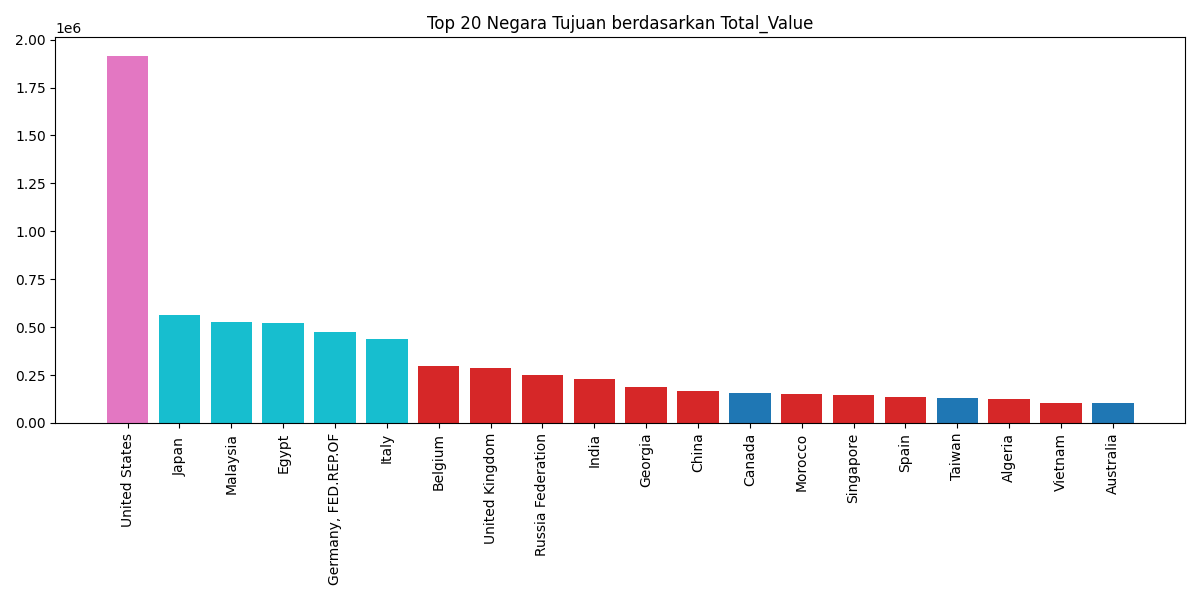 Top 20 Negara Tujuan berdasarkan Total_Value
1e6
2.00
1.75
1.50
1.25
1.00
0.75
0.50
0.25
0.00
United States
Japan
Malaysia
Egypt
Germany, FED.REP.OF
Italy
Belgium
United Kingdom
Russia Federation
India
Georgia
China
Canada
Morocco
Singapore
Spain
Taiwan
Algeria
Vietnam
Australia